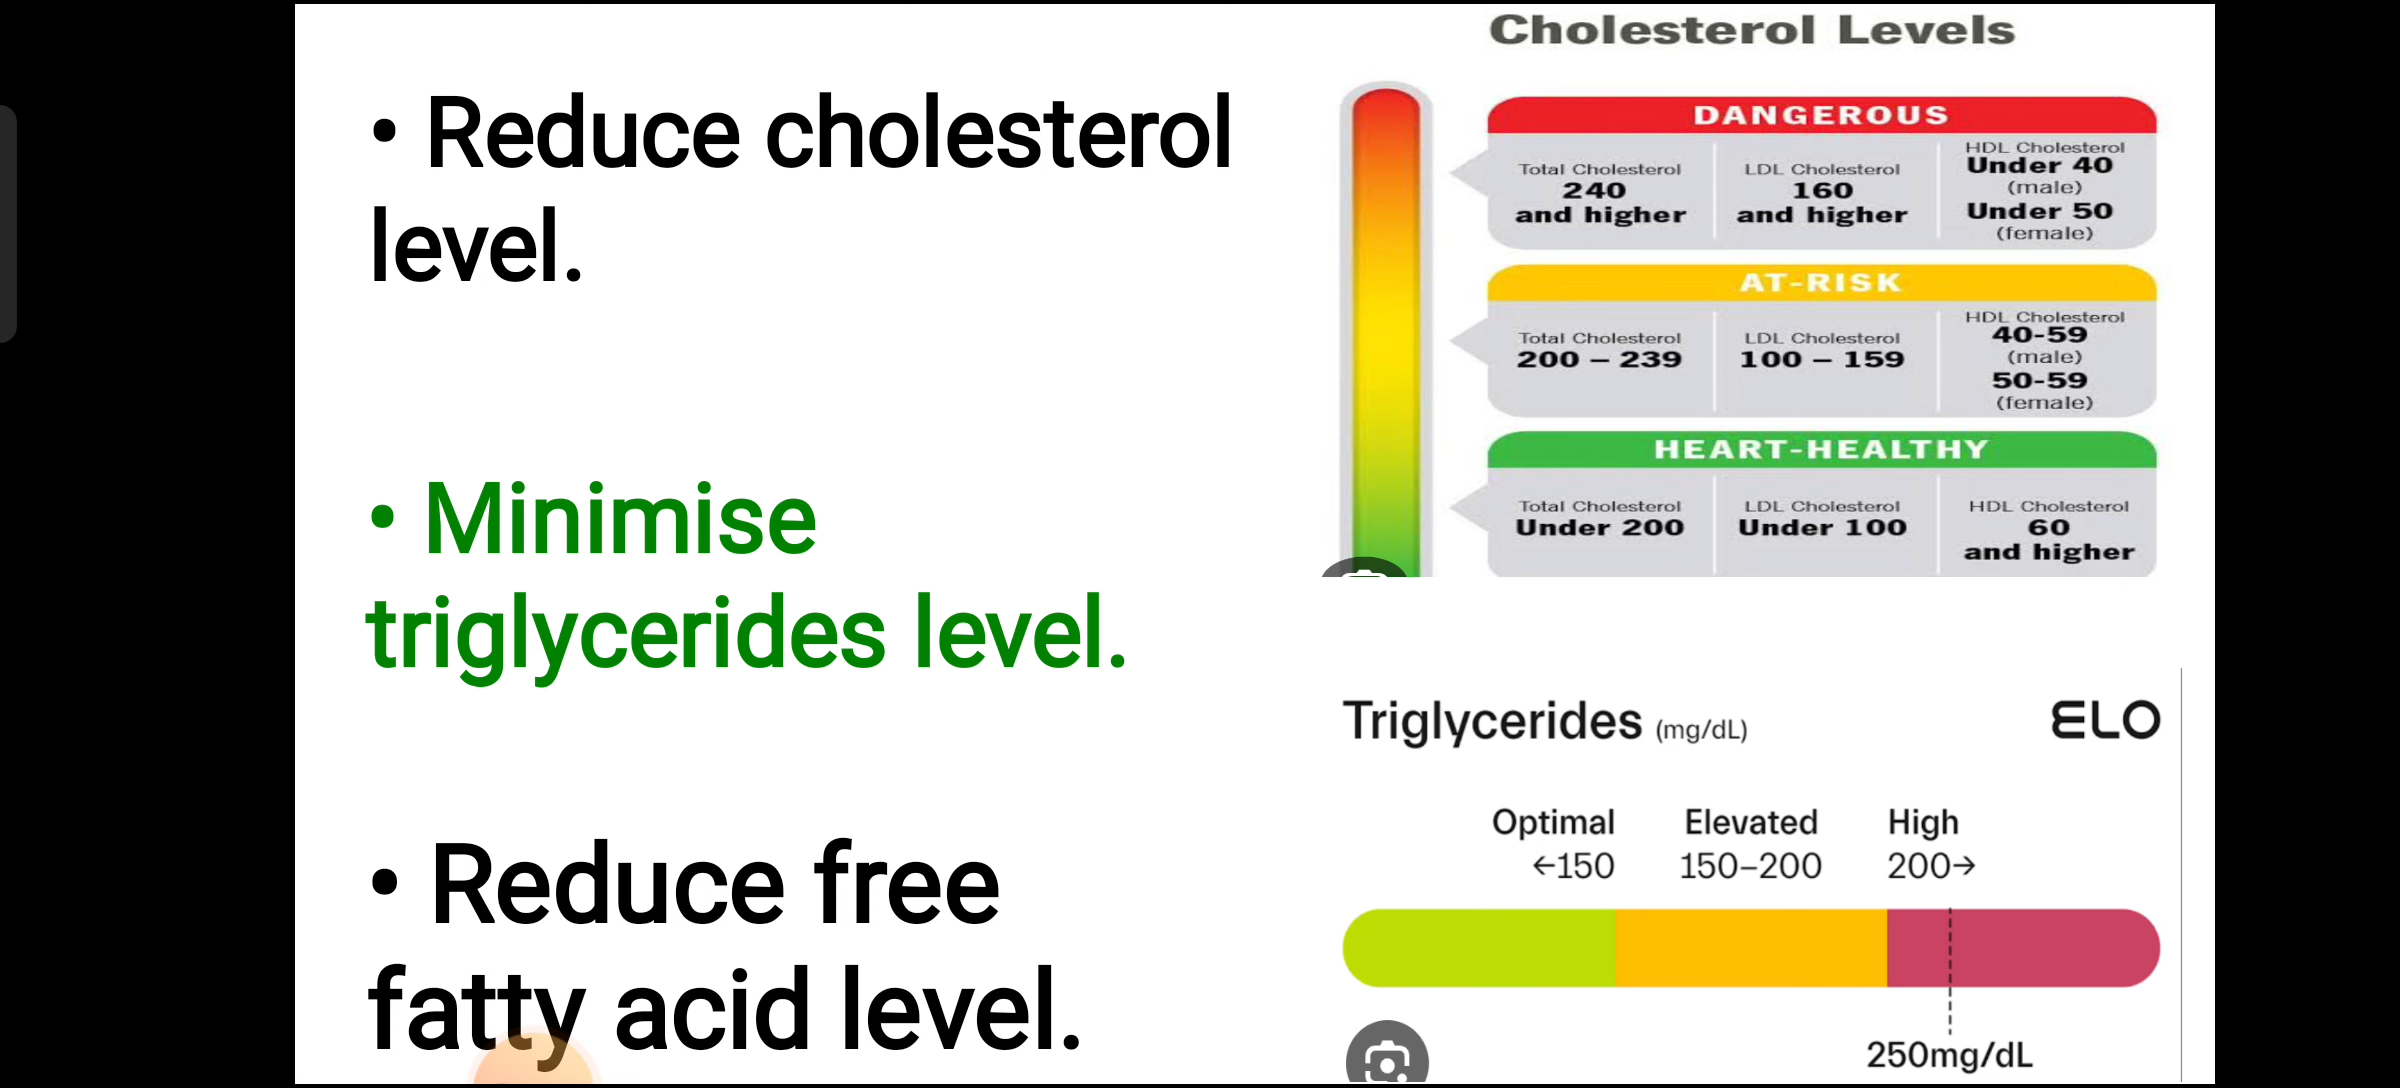 • Reduce cholesterol
level.
• Minimise
triglycerides level.
• Reduce free
fatty acid level.
Cholesterol Levels
DANGEROUS
Total Cholesterol
240
and higher
LDL Cholesterol
160
and higher
HDL Cholesterol
Under 40
(male)
Under 50
(female)
AT-RISK
Total Cholesterol
200 – 239
LDL Cholesterol
100 – 159
HDL Cholesterol
40-59
(male)
50-59
(female)
HEART-HEALTHY
Total Cholesterol
Under 200
LDL Cholesterol
Under 100
HDL Cholesterol
60
and higher
Triglycerides (mg/dL)
ELO
Optimal
←150
Elevated
150–200
High
200→
250mg/dL